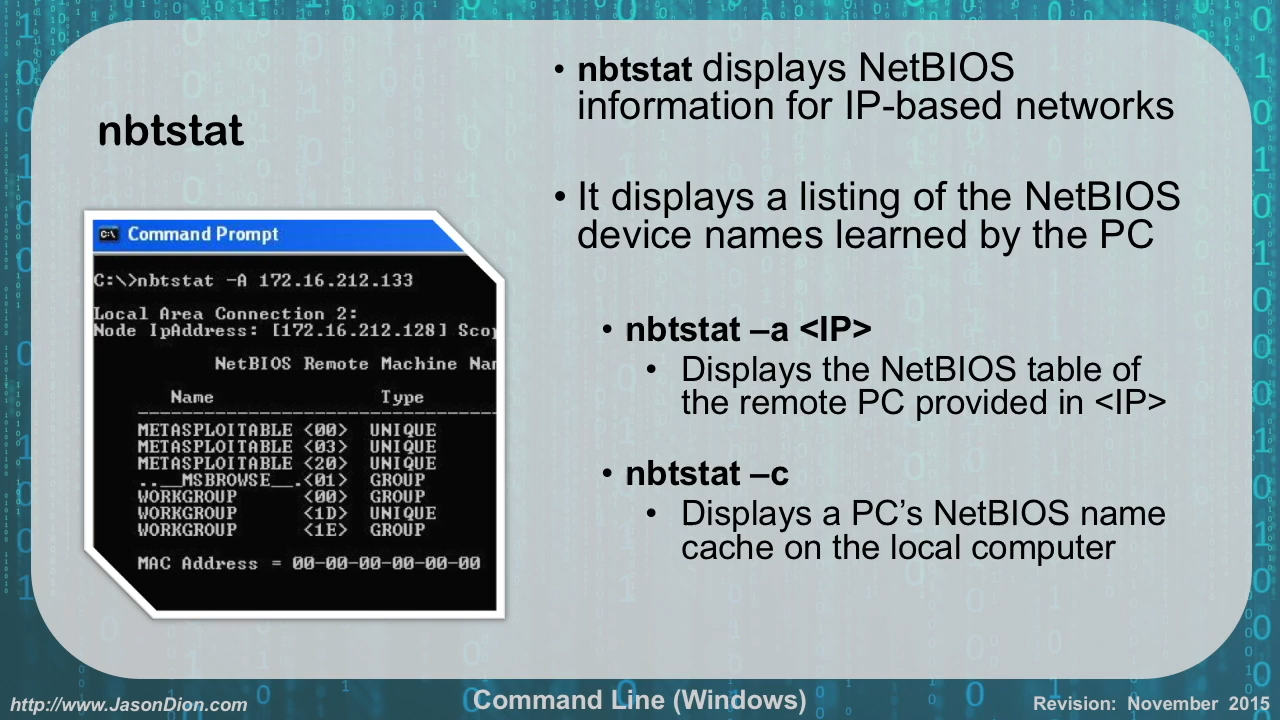 nbtstat
Command Prompt
C:\>nbtstat -A 172.16.212.133
Local Area Connection 2:
Node IpAddress: [172.16.212.128] Scop
NetBIOS Remote Machine Nam
Name Type
METASPLOITABLE <00> UNIQUE
METASPLOITABLE <03> UNIQUE
METASPLOITABLE <20> UNIQUE
..__MSBROWSE__.<01> GROUP
WORKGROUP <00> GROUP
WORKGROUP <1D> UNIQUE
WORKGROUP <1E> GROUP
MAC Address = 00-00-00-00-00-00
• nbtstat displays NetBIOS
information for IP-based networks
• It displays a listing of the NetBIOS
device names learned by the PC
• nbtstat –a <IP>
• Displays the NetBIOS table of
the remote PC provided in <IP>
• nbtstat –c
• Displays a PC’s NetBIOS name
cache on the local computer
http://www.JasonDion.com
Command Line (Windows)
Revision: November 2015